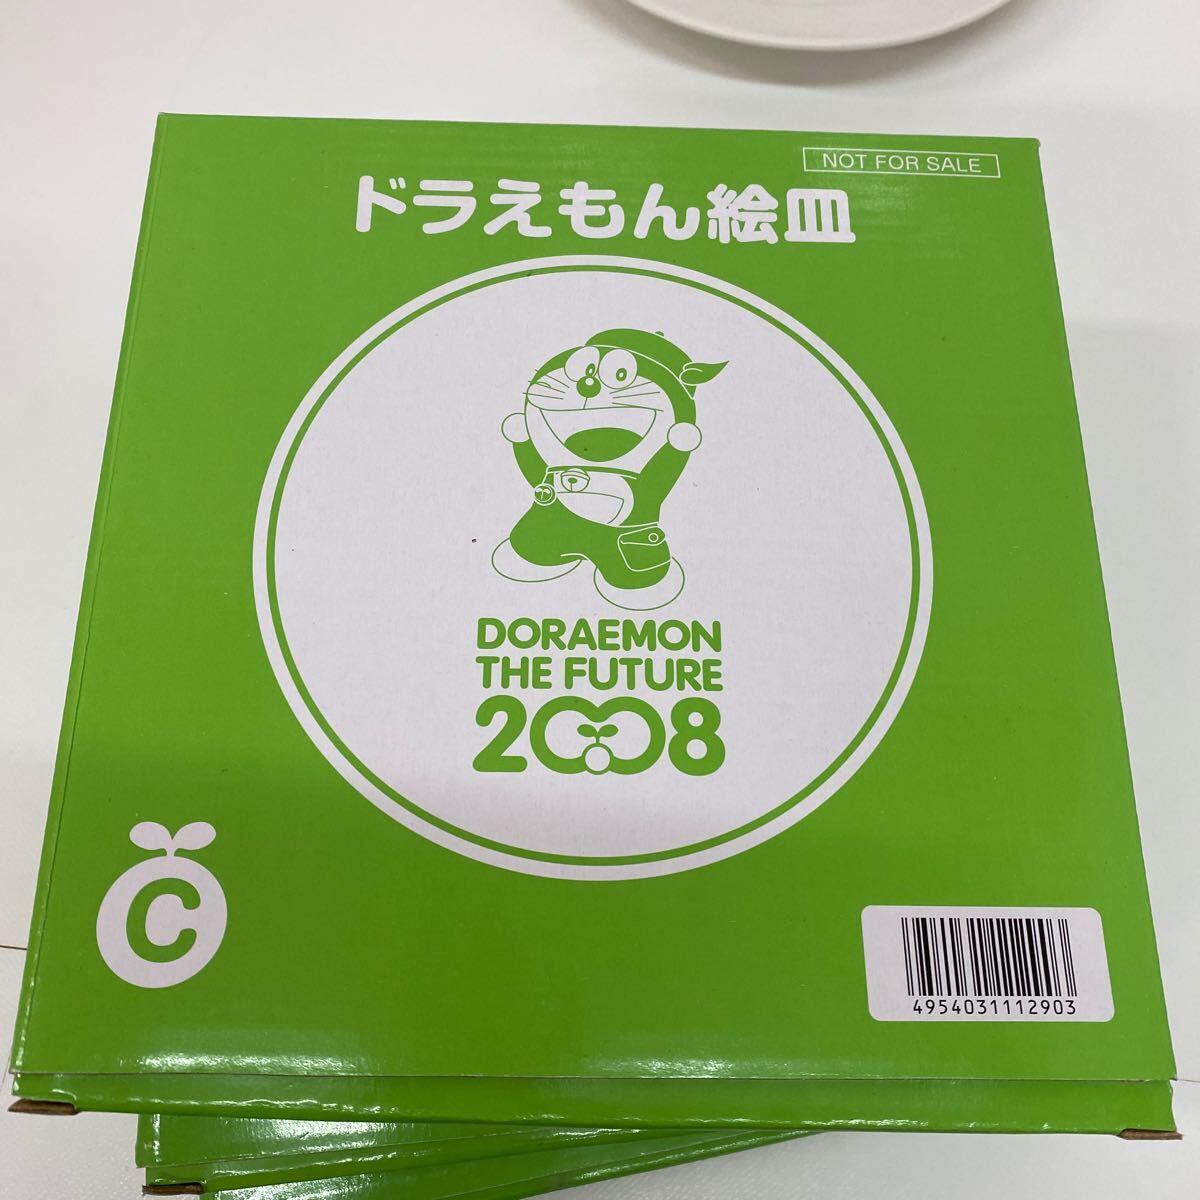 NOT FOR SALE
ドラえもん絵皿
DORAEMON
THE FUTURE
2008
C
4954031112903